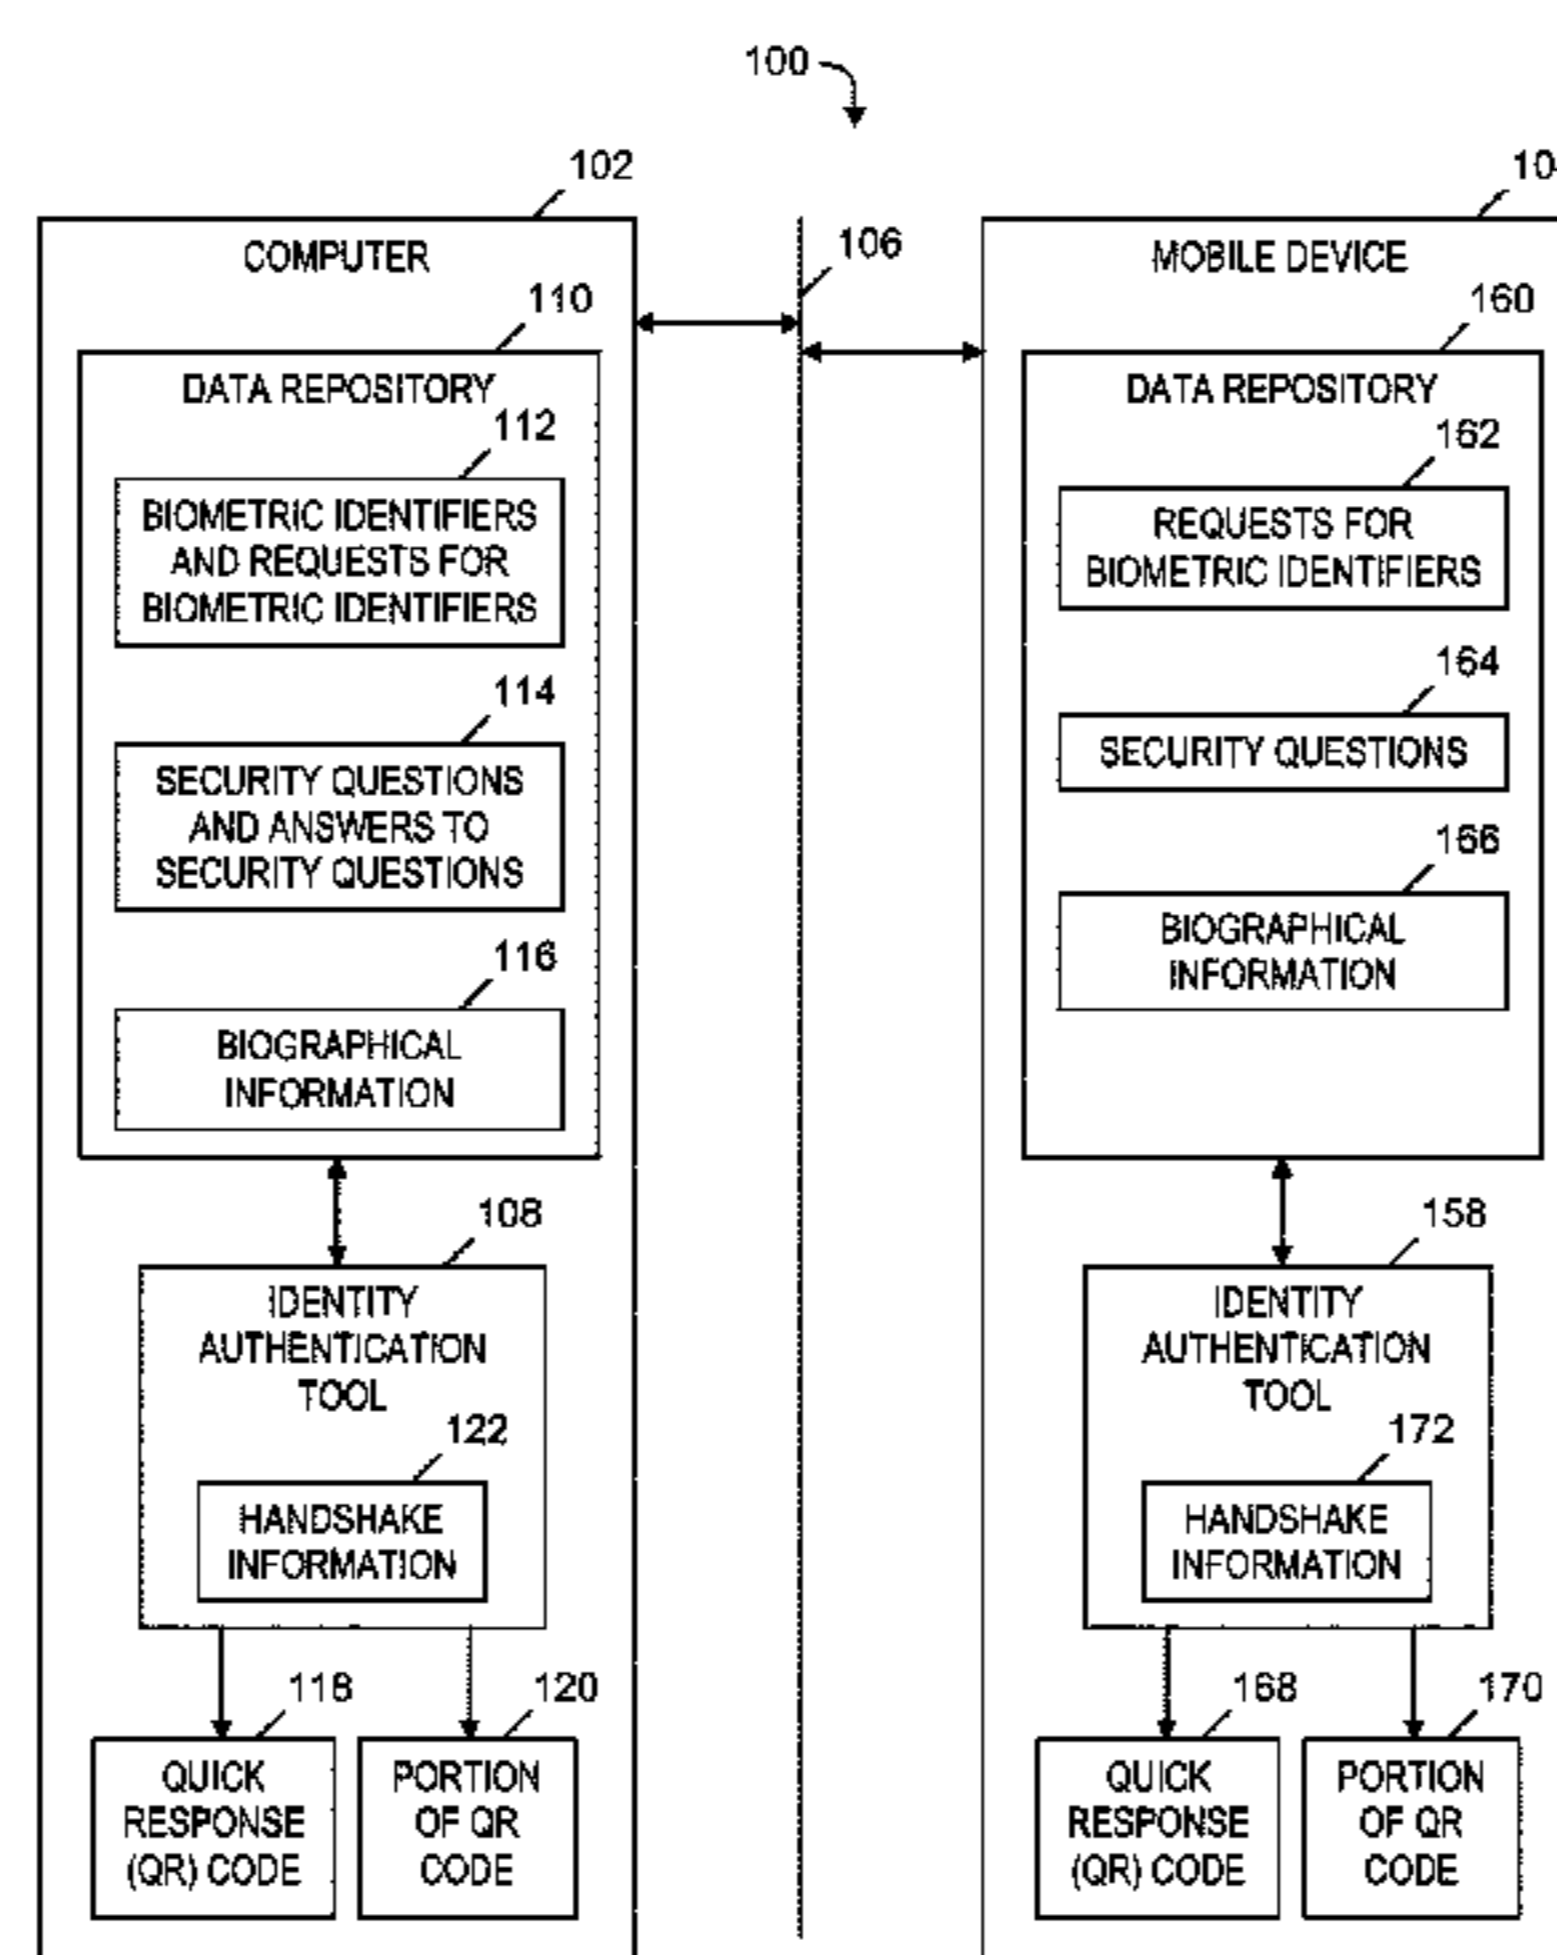 100
102
COMPUTER
110
DATA REPOSITORY
112
BIOMETRIC IDENTIFIERS
AND REQUESTS FOR
BIOMETRIC IDENTIFIERS
114
SECURITY QUESTIONS
AND ANSWERS TO
SECURITY QUESTIONS
116
BIOGRAPHICAL
INFORMATION
108
IDENTITY
AUTHENTICATION
TOOL
122
HANDSHAKE
INFORMATION
118
QUICK
RESPONSE
(QR) CODE
120
PORTION
OF QR
CODE
106
MOBILE DEVICE
160
DATA REPOSITORY
162
REQUESTS FOR
BIOMETRIC IDENTIFIERS
164
SECURITY QUESTIONS
166
BIOGRAPHICAL
INFORMATION
158
IDENTITY
AUTHENTICATION
TOOL
172
HANDSHAKE
INFORMATION
168
QUICK
RESPONSE
(QR) CODE
170
PORTION
OF QR
CODE